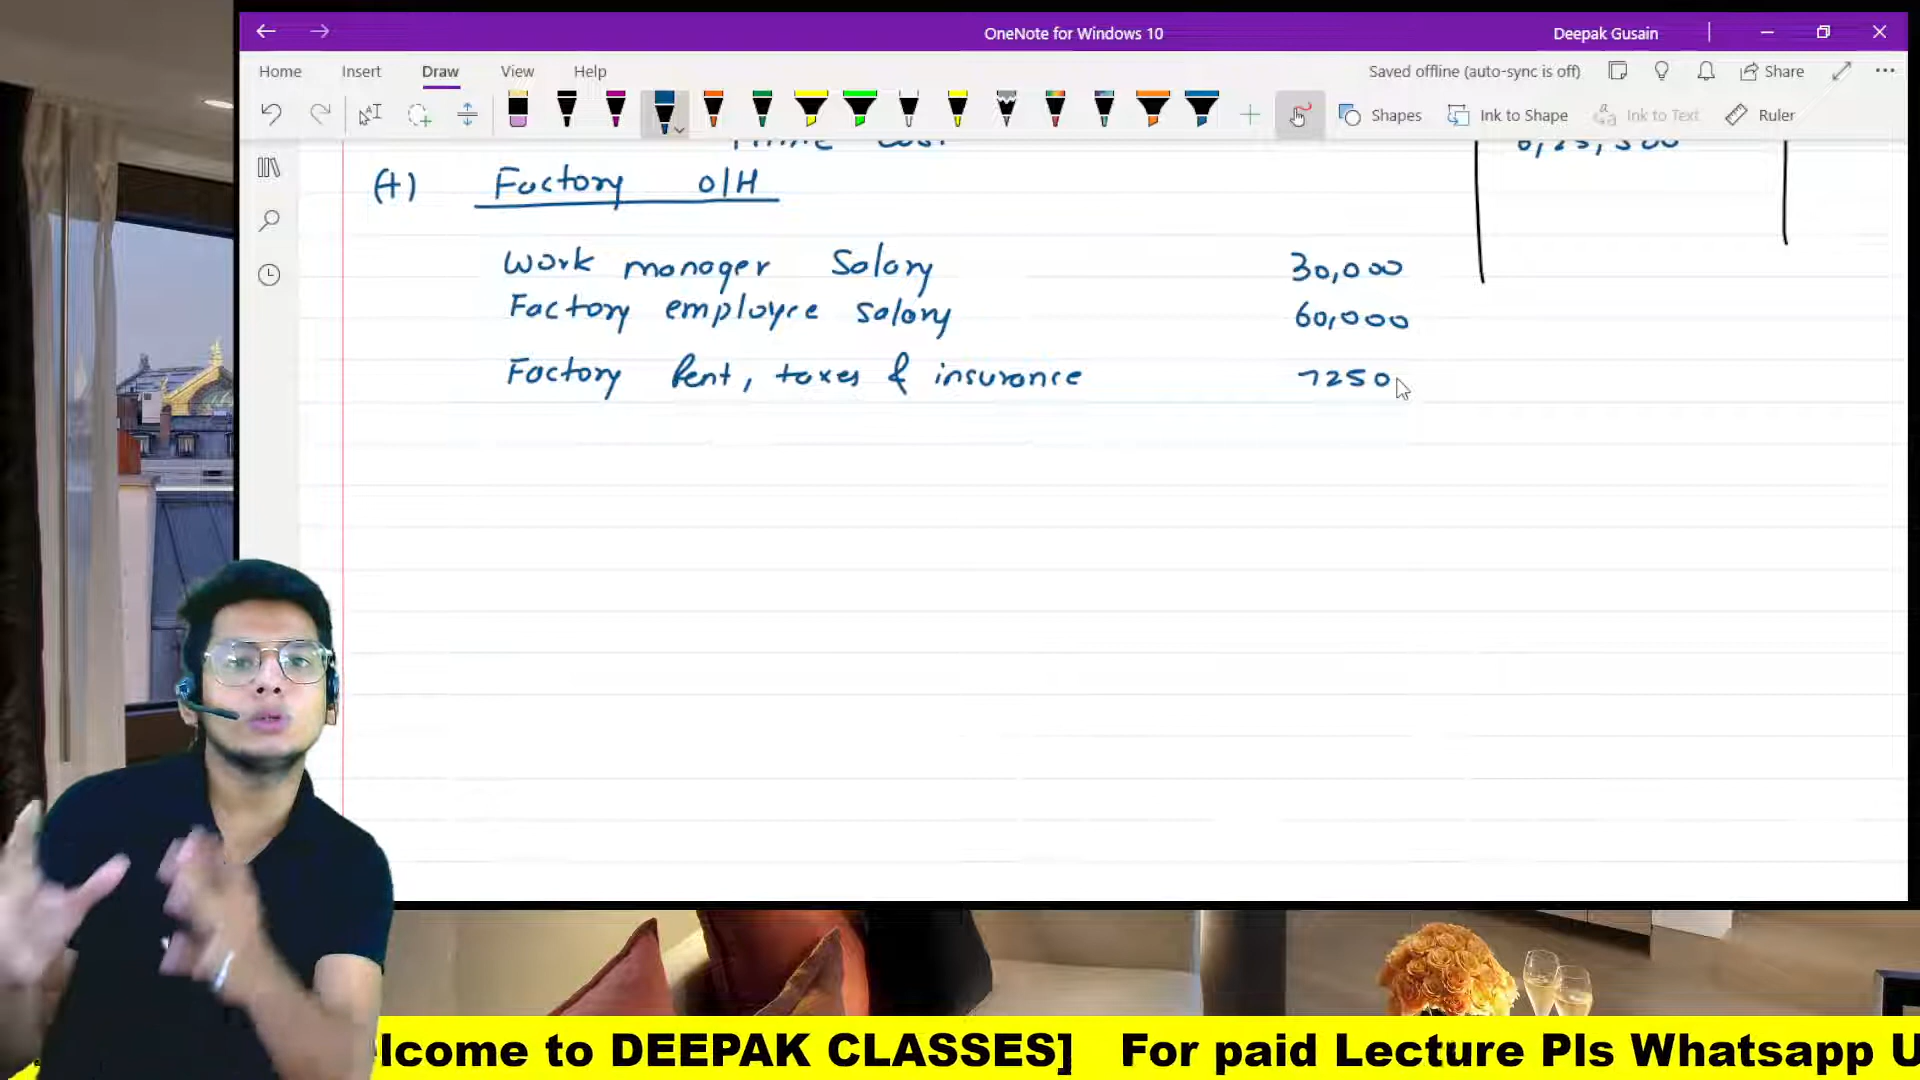 OneNote for Windows 10
Deepak Gusain
Home Insert Draw View Help
Saved offline (auto-sync is off)
Share
Shapes
Ink to Shape
Ink to Text
Ruler
Prime Cost
(+) Factory O/H
Work manager Salary 30,000
Factory employee salary 60,000
Factory Rent, taxes & insurance 7250
lcome to DEEPAK CLASSES] For paid Lecture Pls Whatsapp U